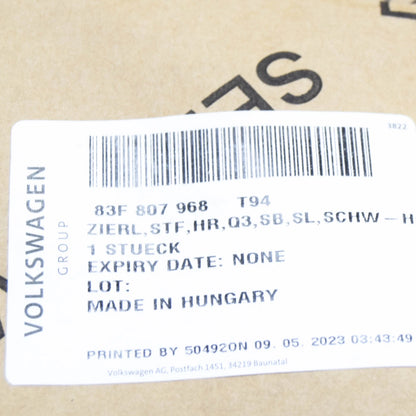 3822
83F 807 968 T94
ZIERL,STF,HR,Q3,SB,SL,SCHW-H
1 STUECK
EXPIRY DATE: NONE
LOT:
MADE IN HUNGARY
PRINTED BY 504920N 09. 05. 2023 03:43:49
Volkswagen AG, Postfach 1451, 34219 Baunatal
VOLKSWAGEN
GROUP